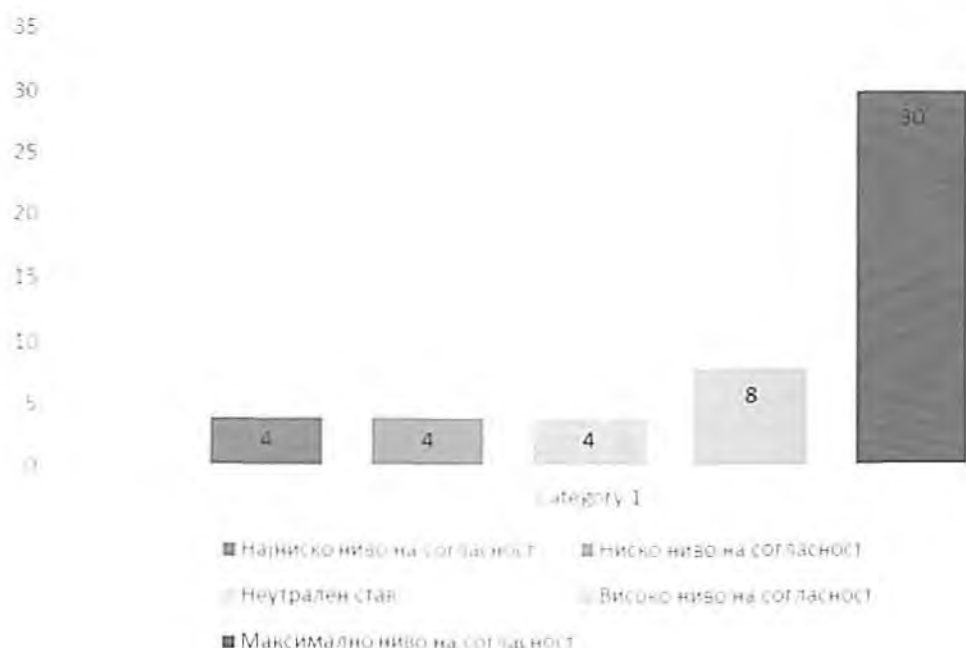 35
30
25
20
15
10
5
0
4
4
4
8
30
Category 1
Најниско ниво на согласност
Ниско ниво на согласност
Неутрален став
Високо ниво на согласност
Максимално ниво на согласност